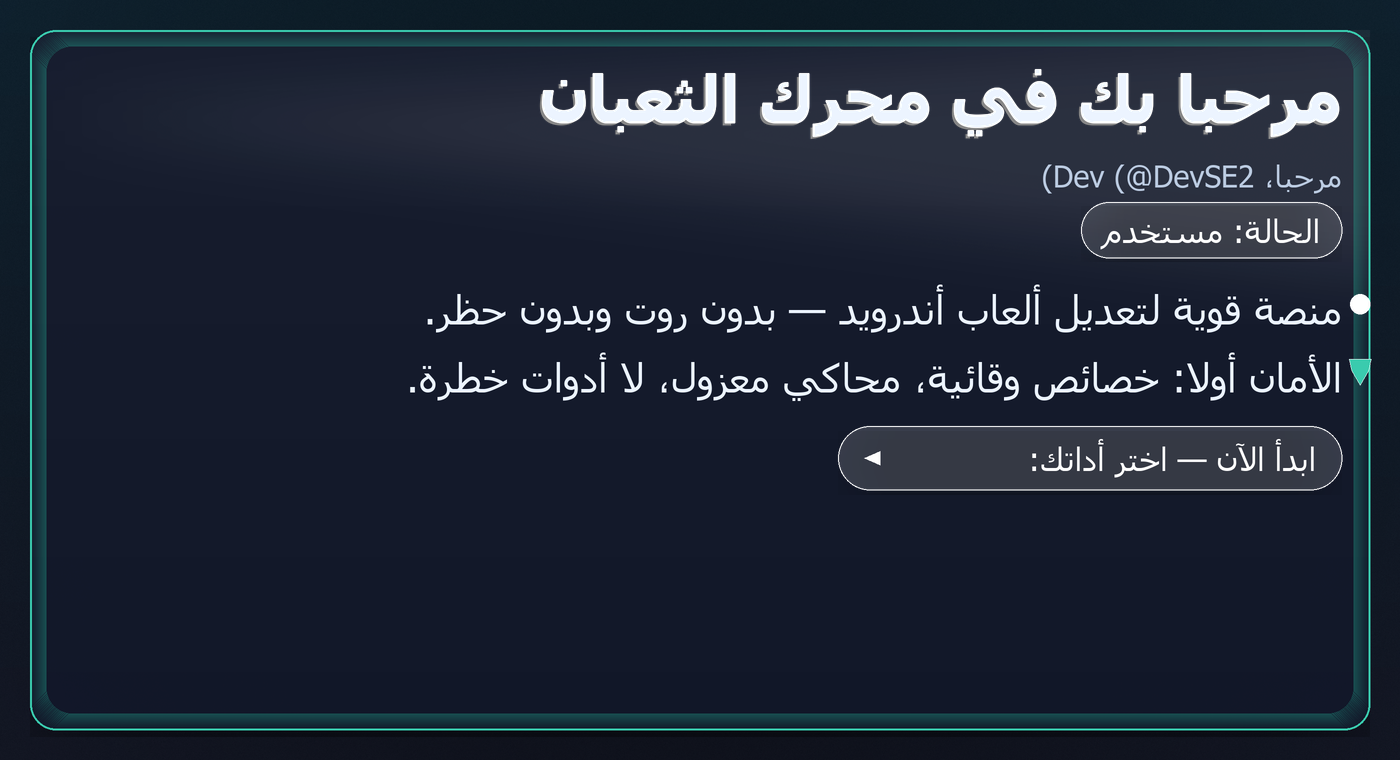 مرحبا بك في محرك الثعبان
مرحبا، Dev (@DevSE2)
الحالة: مستخدم
منصة قوية لتعديل ألعاب أندرويد — بدون روت وبدون حظر.
الأمان أولا: خصائص وقائية، محاكي معزول، لا أدوات خطرة.
ابدأ الآن — اختر أداتك: ◄